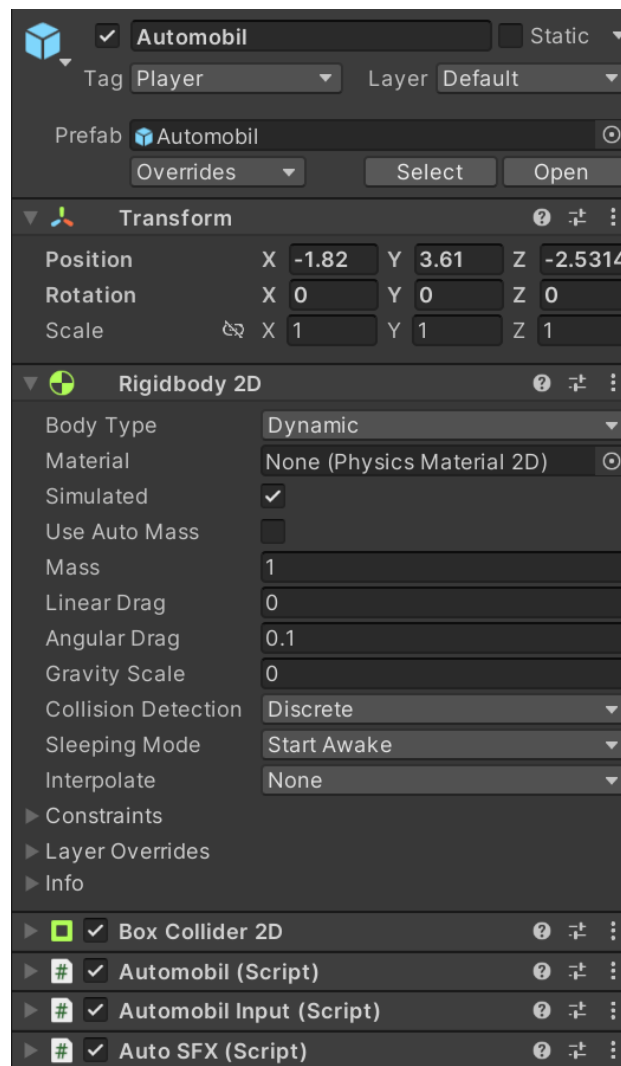 Automobil Static
Tag Player Layer Default
Prefab Automobil
Overrides Select Open
Transform
Position X -1.82 Y 3.61 Z -2.5314
Rotation X 0 Y 0 Z 0
Scale X 1 Y 1 Z 1
Rigidbody 2D
Body Type Dynamic
Material None (Physics Material 2D)
Simulated
Use Auto Mass
Mass 1
Linear Drag 0
Angular Drag 0.1
Gravity Scale 0
Collision Detection Discrete
Sleeping Mode Start Awake
Interpolate None
Constraints
Layer Overrides
Info
Box Collider 2D
# Automobil (Script)
# Automobil Input (Script)
# Auto SFX (Script)